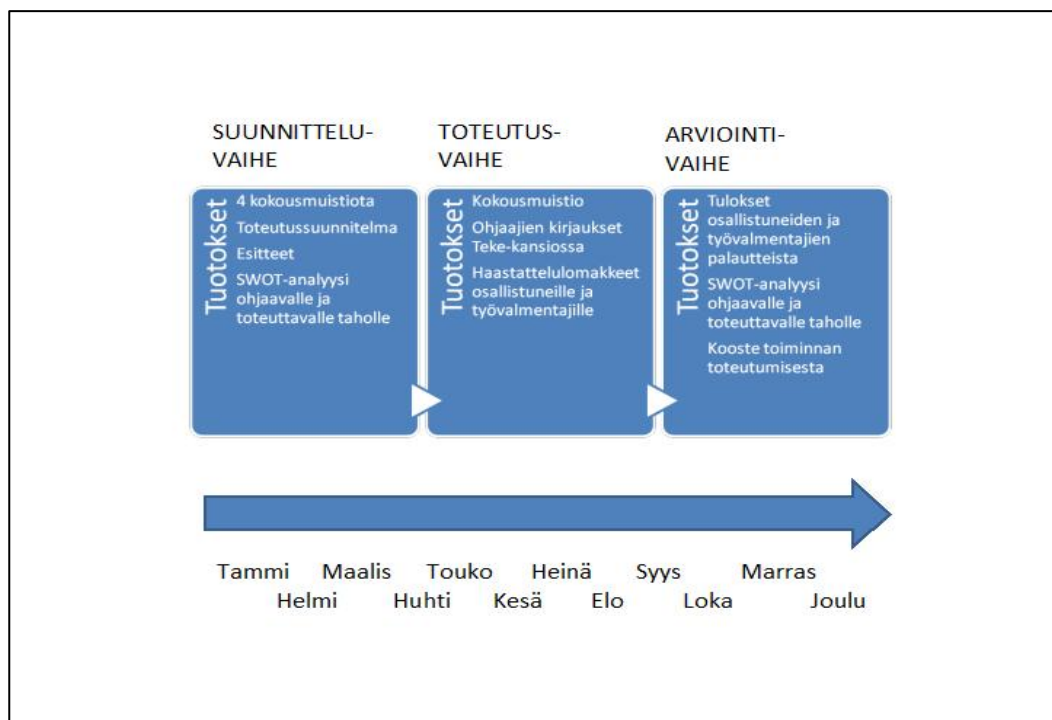 SUUNNITTELU-
VAIHE
Tuotokset
4 kokousmuistiota
Toteutussuunnitelma
Esitteet
SWOT-analyysi
ohjaavalle ja
toteuttavalle taholle
TOTEUTUS-
VAIHE
Tuotokset
Kokousmuistio
Ohjaajien kirjaukset
Teke-kansiossa
Haastattelulomakkeet
osallistuneille ja
työvalmentajille
ARVIOINTI-
VAIHE
Tuotokset
Tulokset
osallistuneiden ja
työvalmentajien
palautteista
SWOT-analyysi
ohjaavalle ja
toteuttavalle taholle
Kooste toiminnan
toteutumisesta
Tammi Maalis Touko Heinä Syys Marras
Helmi Huhti Kesä Elo Loka Joulu